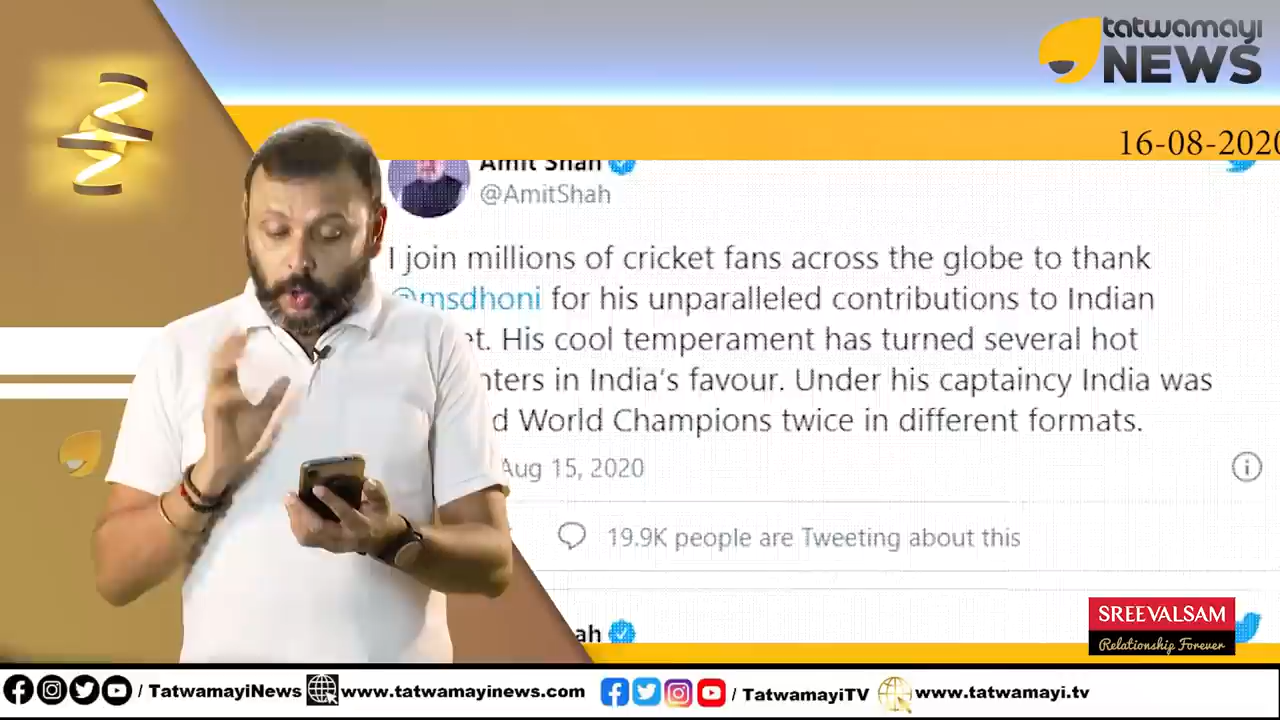 tatwamayi
NEWS
16-08-2020
Amit Shah
@AmitShah
I join millions of cricket fans across the globe to thank
@msdhoni for his unparalleled contributions to Indian
et. His cool temperament has turned several hot
nters in India's favour. Under his captaincy India was
d World Champions twice in different formats.
Aug 15, 2020
19.9K people are Tweeting about this
ah
SREEVALSAM
Relationship Forever
/ TatwamayiNews www.tatwamayinews.com / TatwamayiTV www.tatwamayi.tv